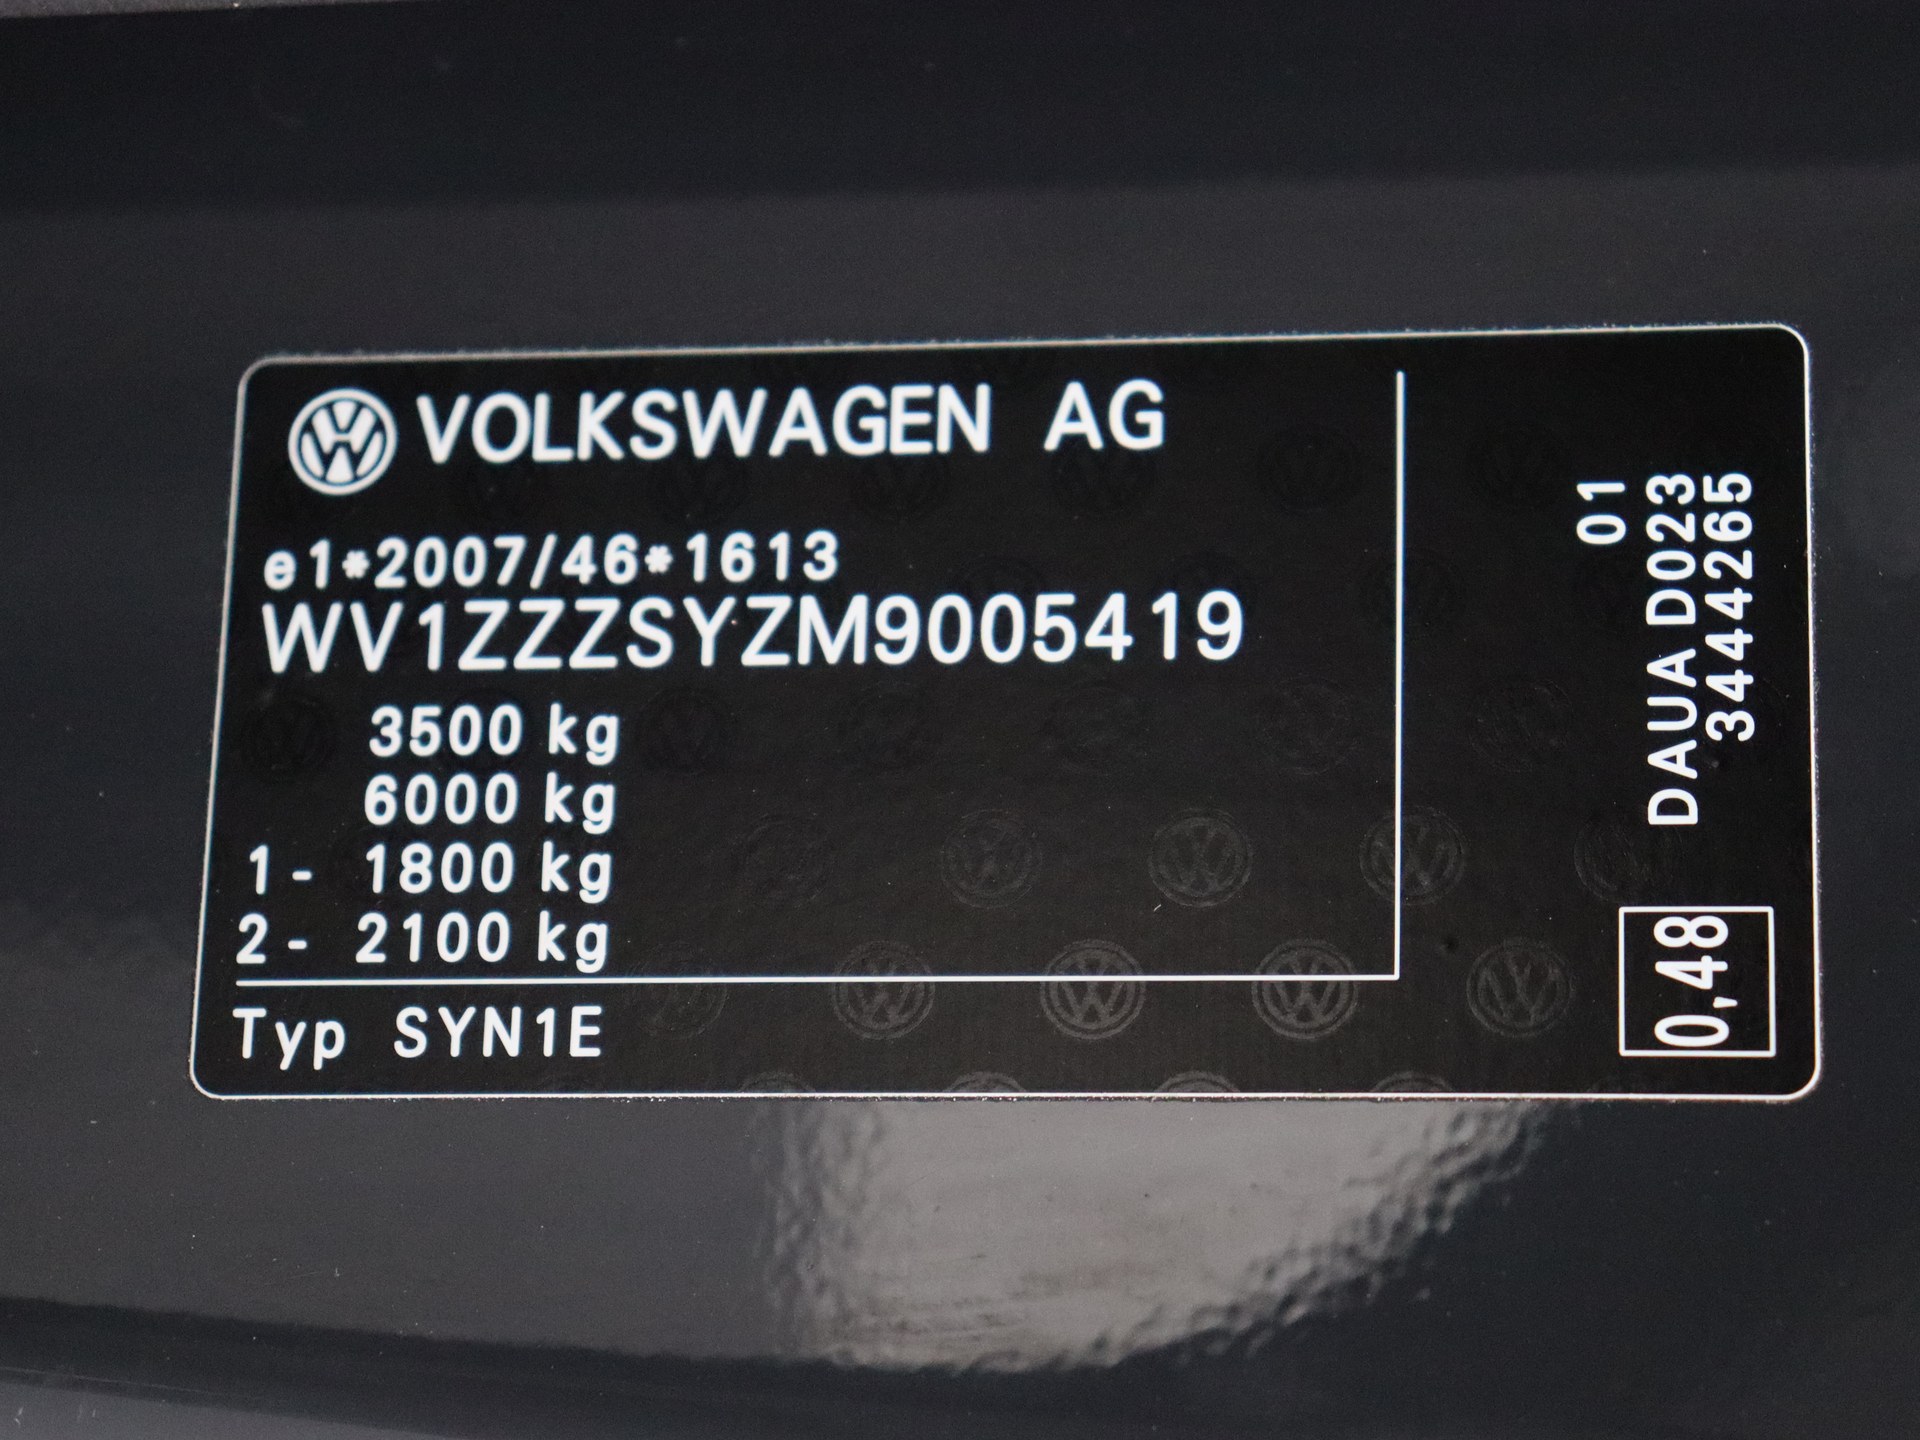 VOLKSWAGEN AG
e1*2007/46*1613
WV1ZZZSYZM9005419
3500 kg
6000 kg
1- 1800 kg
2- 2100 kg
Typ SYN1E
01
DAUA D023
34442265
0,48